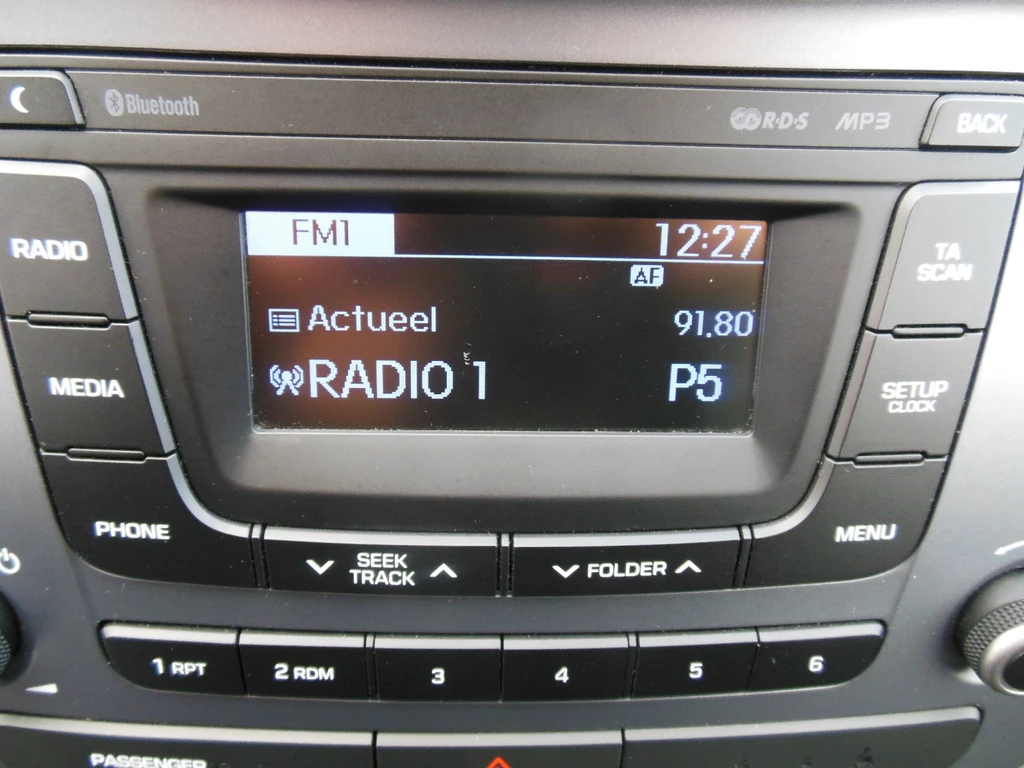 Bluetooth
R·D·S MP3 BACK
RADIO
FM1 12:27
AF
TA
SCAN
Actueel 91.80
RADIO 1 P5
MEDIA
SETUP
CLOCK
PHONE
SEEK
TRACK
FOLDER
MENU
1 RPT 2 RDM 3 4 5 6
PASSENGER